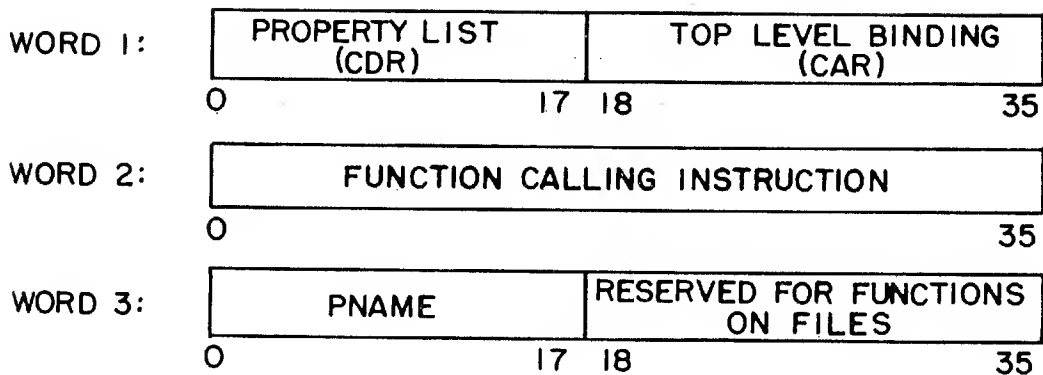 WORD 1:
PROPERTY LIST
(CDR)
TOP LEVEL BINDING
(CAR)
0 17 18 35
WORD 2:
FUNCTION CALLING INSTRUCTION
0 35
WORD 3:
PNAME
RESERVED FOR FUNCTIONS
ON FILES
0 17 18 35